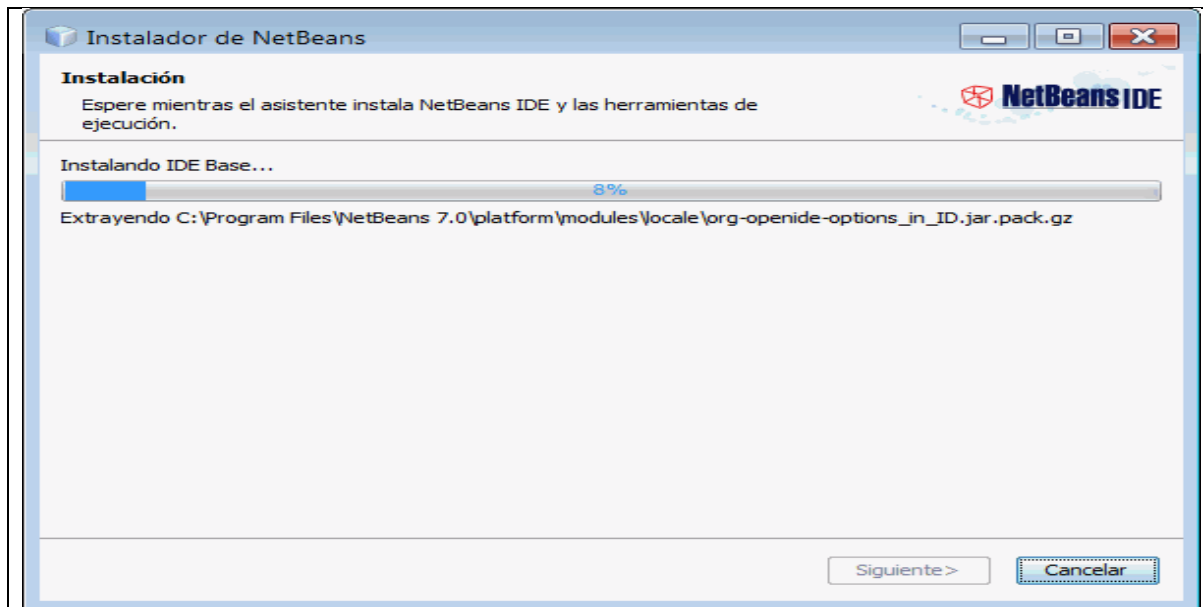 Instalador de NetBeans
Instalación
Espere mientras el asistente instala NetBeans IDE y las herramientas de
ejecución.
NetBeans IDE
Instalando IDE Base...
8%
Extrayendo C:\Program Files\NetBeans 7.0\platform\modules\locale\org-openide-options_in_ID.jar.pack.gz
Siguiente>
Cancelar